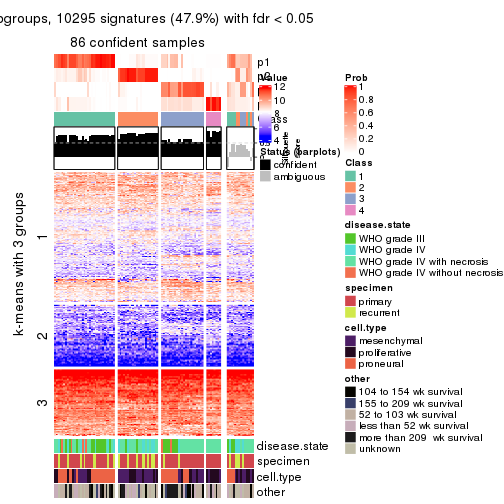 ogroups, 10295 signatures (47.9%) with fdr < 0.05
86 confident samples
p1
Value
12
10
8
6
4
Class
Status (barplots)
confident
ambiguous
Silhouette
score
k-means with 3 groups
1
2
3
disease.state
specimen
cell.type
other
Prob
1
0.8
0.6
0.4
0.2
0
Class
1
2
3
4
disease.state
WHO grade III
WHO grade IV
WHO grade IV with necrosis
WHO grade IV without necrosis
specimen
primary
recurrent
cell.type
mesenchymal
proliferative
proneural
other
104 to 154 wk survival
155 to 209 wk survival
52 to 103 wk survival
less than 52 wk survival
more than 209  wk survival
unknown